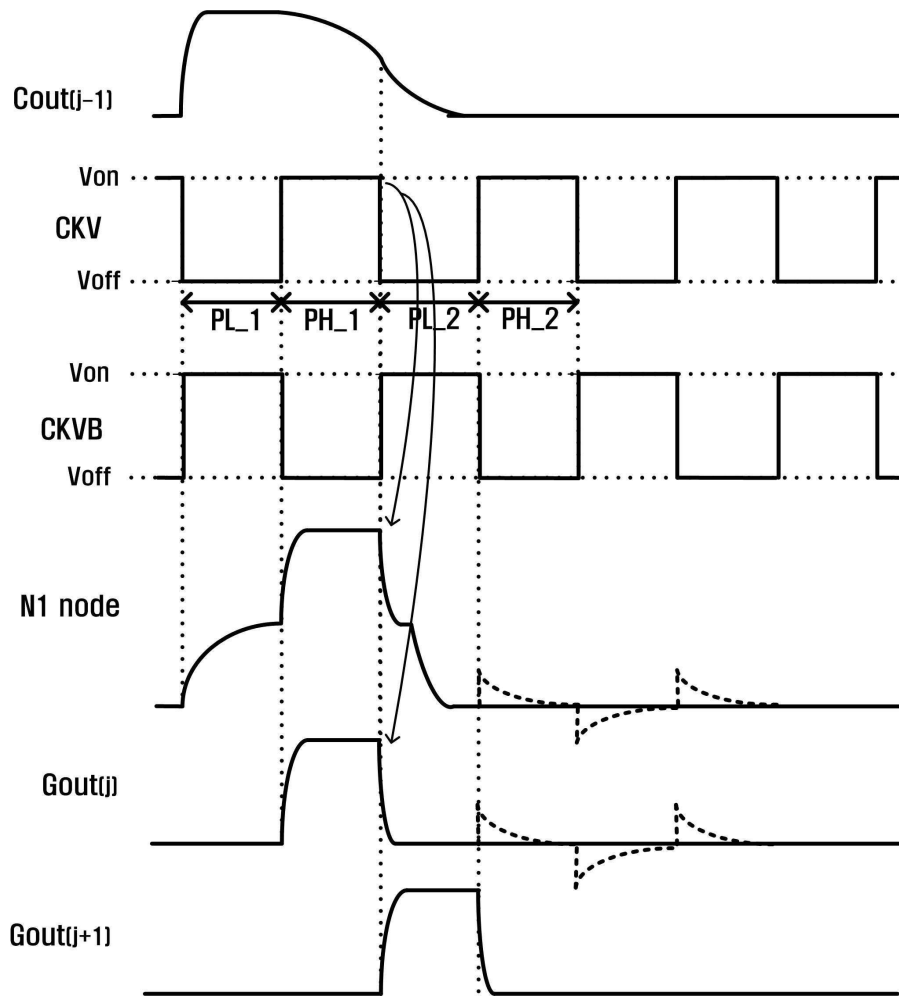 Cout(j-1)
Von
CKV
Voff
PL_1 PH_1 PL_2 PH_2
Von
CKVB
Voff
N1 node
Gout(j)
Gout(j+1)